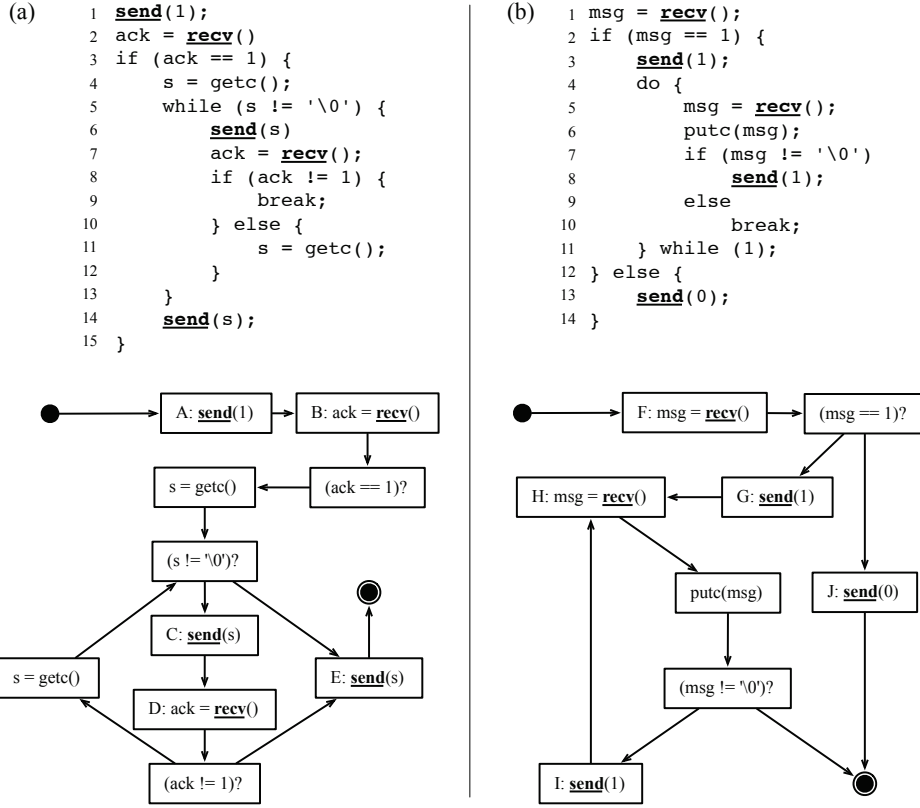 (a)
1 send(1);
2 ack = recv()
3 if (ack == 1) {
4 s = getc();
5 while (s != '\0') {
6 send(s)
7 ack = recv();
8 if (ack != 1) {
9 break;
10 } else {
11 s = getc();
12 }
13 }
14 send(s);
15 }
A: send(1)
B: ack = recv()
s = getc()
(ack == 1)?
(s != '\0')?
C: send(s)
s = getc()
E: send(s)
D: ack = recv()
(ack != 1)?
(b)
1 msg = recv();
2 if (msg == 1) {
3 send(1);
4 do {
5 msg = recv();
6 putc(msg);
7 if (msg != '\0')
8 send(1);
9 else
10 break;
11 } while (1);
12 } else {
13 send(0);
14 }
F: msg = recv()
(msg == 1)?
H: msg = recv()
G: send(1)
putc(msg)
J: send(0)
(msg != '\0')?
I: send(1)